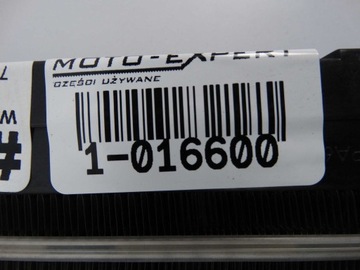 MOTO-EXPERT
CZĘŚCI UŻYWANE
1-016600